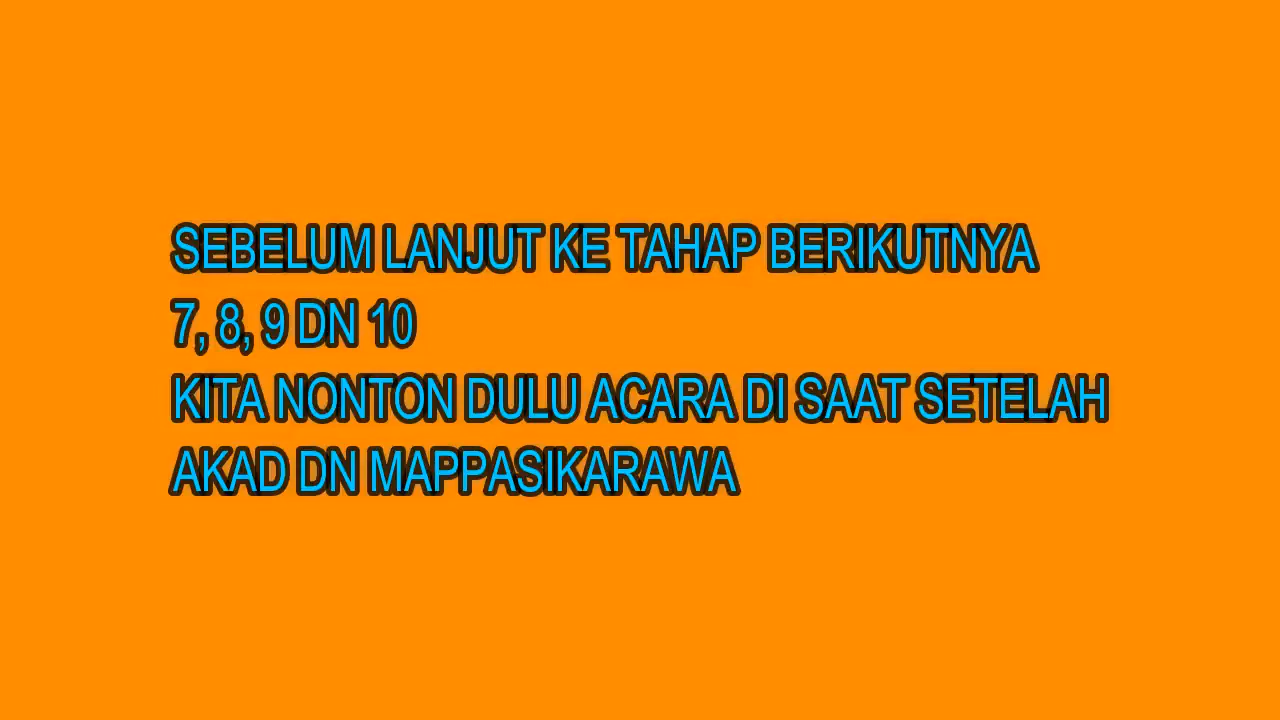 SEBELUM LANJUT KE TAHAP BERIKUTNYA
7, 8, 9 DN 10
KITA NONTON DULU ACARA DI SAAT SETELAH
AKAD DN MAPPASIKARAWA